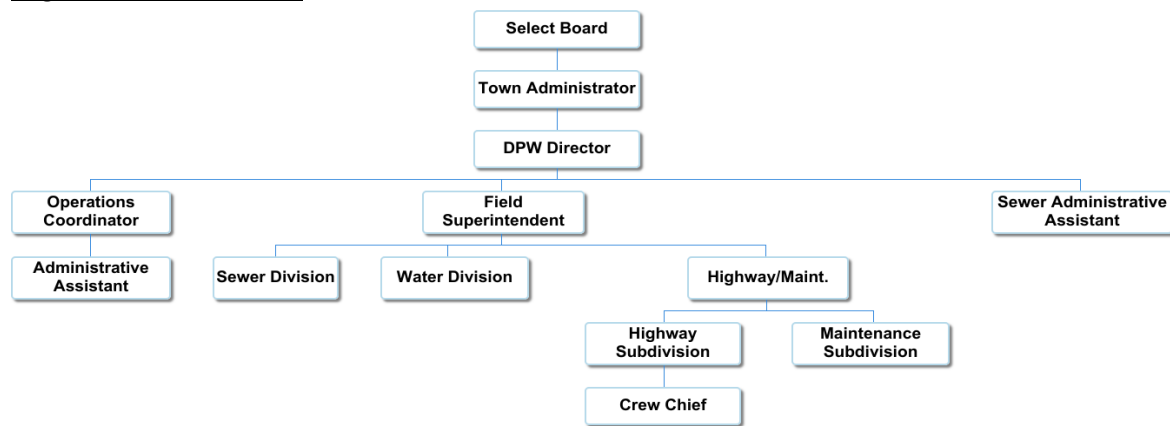 Select Board
Town Administrator
DPW Director
Operations
Coordinator
Field
Superintendent
Sewer Administrative
Assistant
Administrative
Assistant
Sewer Division
Water Division
Highway/Maint.
Highway
Subdivision
Maintenance
Subdivision
Crew Chief